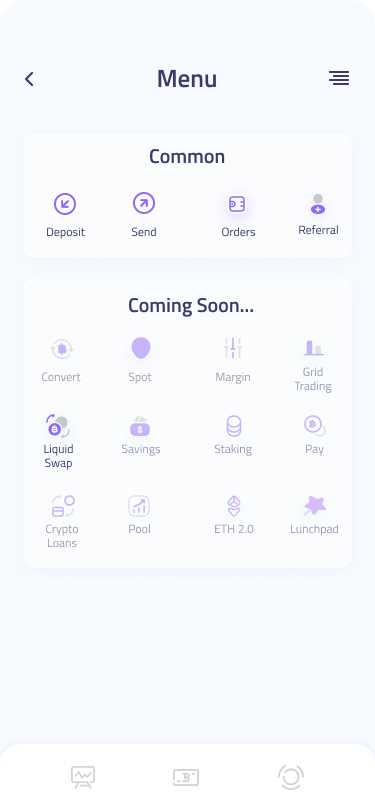 Menu
Common
Deposit
Send
Orders
Referral
Coming Soon...
Convert
Spot
Margin
Grid
Trading
Liquid
Swap
Savings
Staking
Pay
Crypto
Loans
Pool
ETH 2.0
Lunchpad